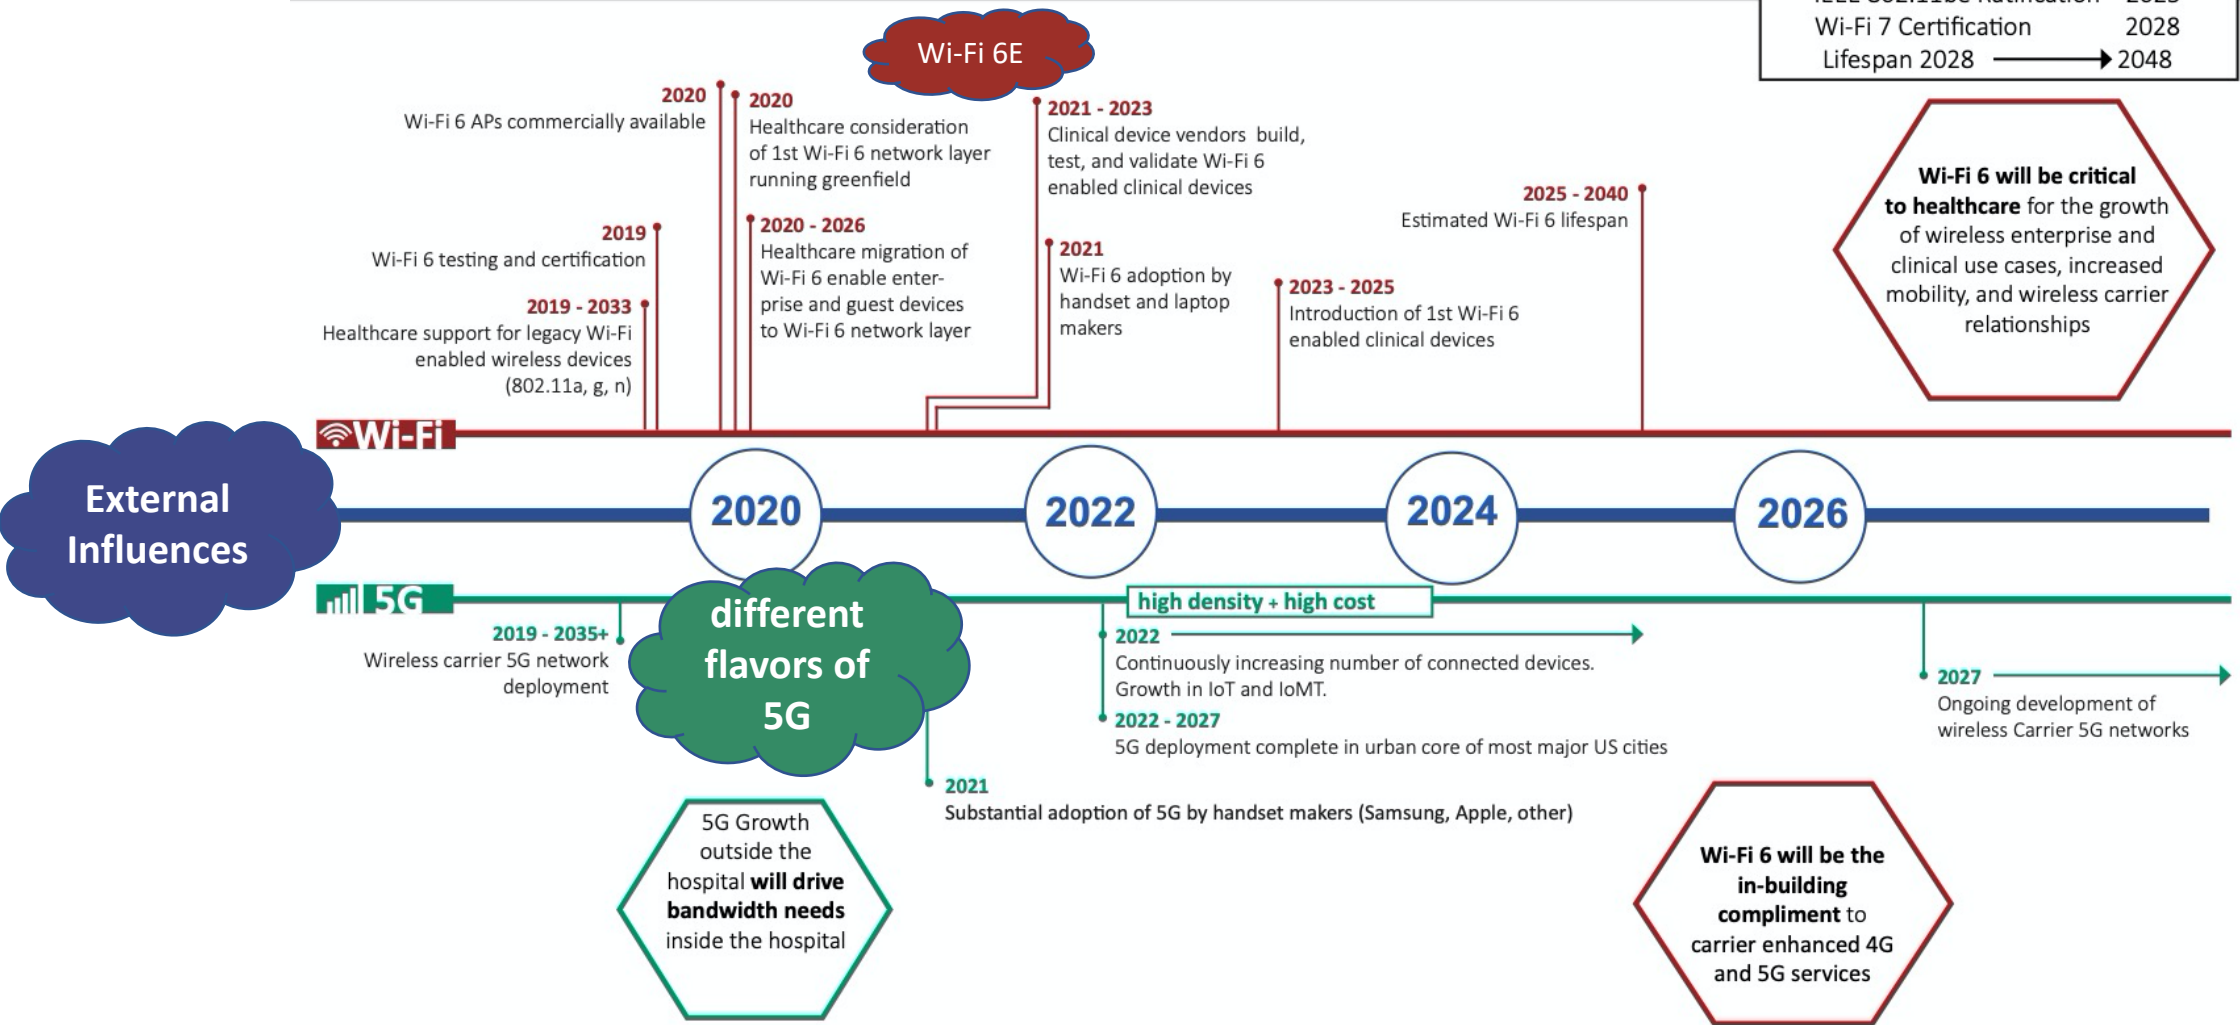 Wi-Fi 7 Certification 2028
Lifespan 2028 2048
Wi-Fi 6E
2020
Wi-Fi 6 APs commercially available
2020
Healthcare consideration
of 1st Wi-Fi 6 network layer
running greenfield
2021 - 2023
Clinical device vendors build,
test, and validate Wi-Fi 6
enabled clinical devices
2019
Wi-Fi 6 testing and certification
2020 - 2026
Healthcare migration of
Wi-Fi 6 enable enter-
prise and guest devices
to Wi-Fi 6 network layer
2021
Wi-Fi 6 adoption by
handset and laptop
makers
2025 - 2040
Estimated Wi-Fi 6 lifespan
2019 - 2033
Healthcare support for legacy Wi-Fi
enabled wireless devices
(802.11a, g, n)
2023 - 2025
Introduction of 1st Wi-Fi 6
enabled clinical devices
Wi-Fi 6 will be critical
to healthcare for the growth
of wireless enterprise and
clinical use cases, increased
mobility, and wireless carrier
relationships
Wi-Fi
External
Influences
2020
2022
2024
2026
5G
different
flavors of
5G
high density + high cost
2019 - 2035+
Wireless carrier 5G network
deployment
2022
Continuously increasing number of connected devices.
Growth in IoT and IoMT.
2022 - 2027
5G deployment complete in urban core of most major US cities
2027
Ongoing development of
wireless Carrier 5G networks
2021
Substantial adoption of 5G by handset makers (Samsung, Apple, other)
5G Growth
outside the
hospital will drive
bandwidth needs
inside the hospital
Wi-Fi 6 will be the
in-building
compliment to
carrier enhanced 4G
and 5G services